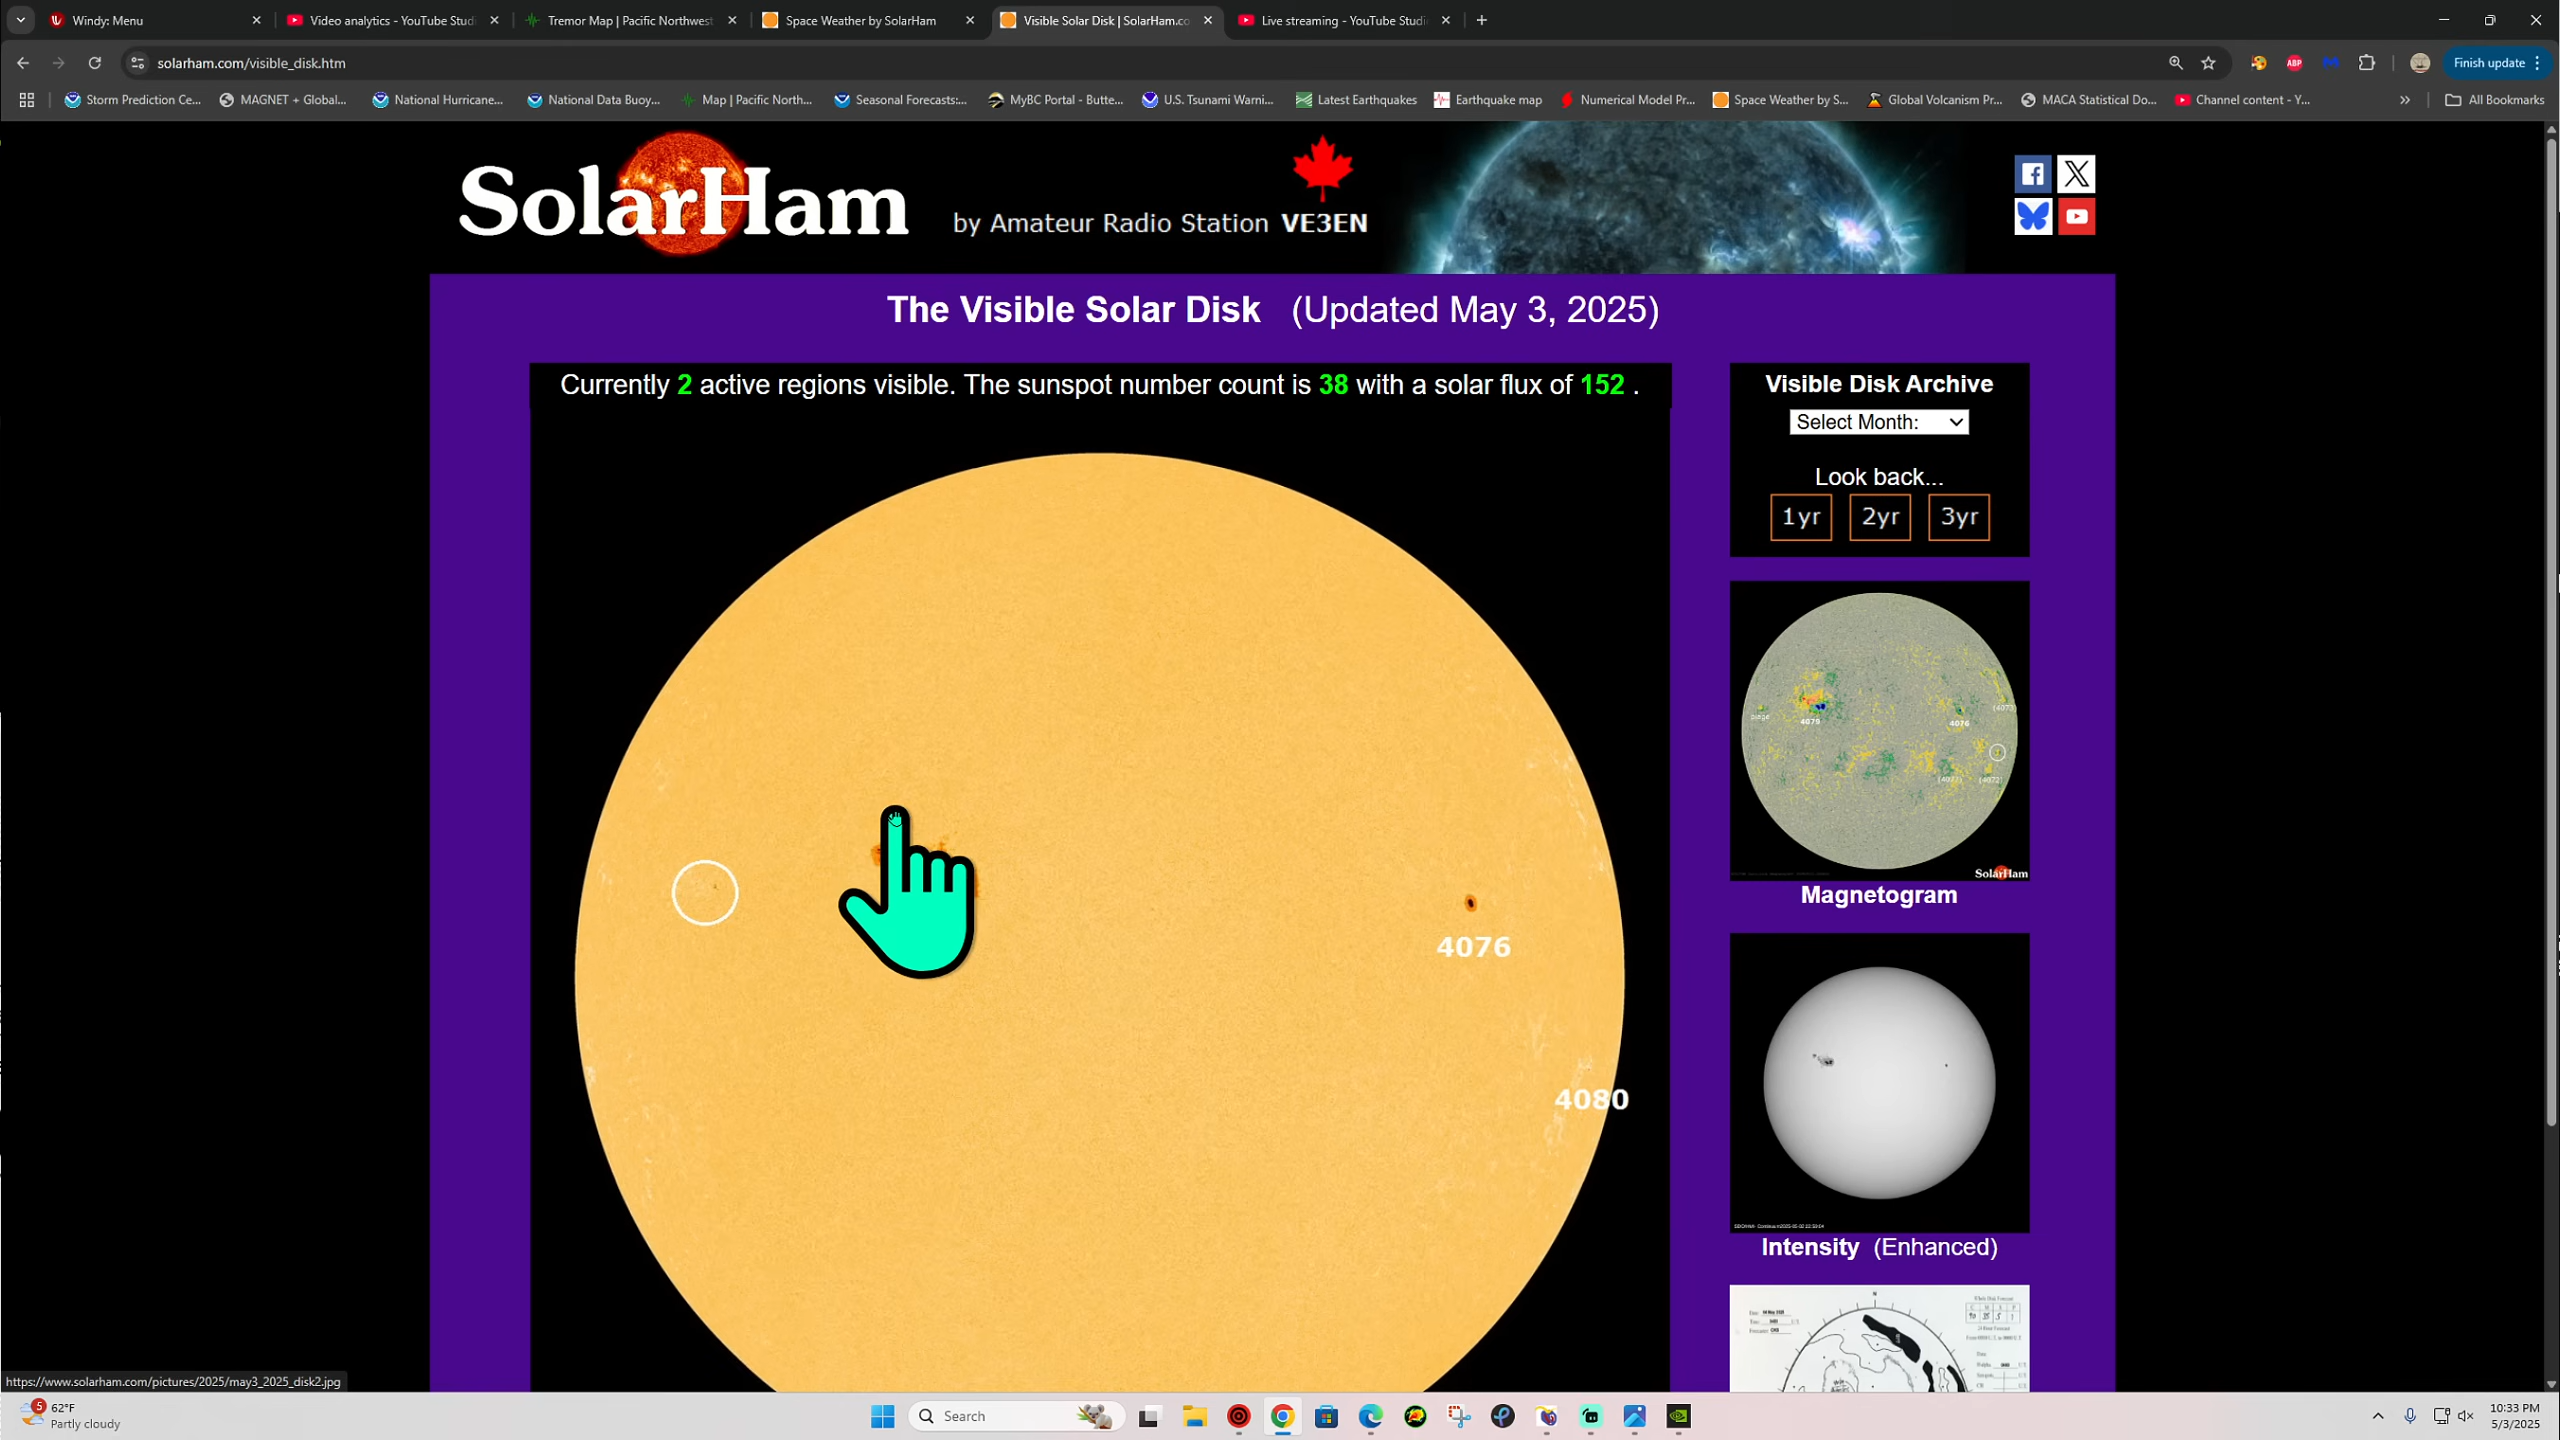 Windy: Menu
Video analytics - YouTube Studi
Tremor Map | Pacific Northwest
Space Weather by SolarHam
Visible Solar Disk | SolarHam.co
Live streaming - YouTube Studi
solarham.com/visible_disk.htm
ABP
Finish update
Storm Prediction Ce...
MAGNET + Global...
National Hurricane...
National Data Buoy...
Map | Pacific North...
Seasonal Forecasts:...
MyBC Portal - Butte...
U.S. Tsunami Warni...
Latest Earthquakes
Earthquake map
Numerical Model Pr...
Space Weather by S...
Global Volcanism Pr...
MACA Statistical Do...
Channel content - Y...
All Bookmarks
SolarHam
by Amateur Radio Station VE3EN
The Visible Solar Disk (Updated May 3, 2025)
Currently 2 active regions visible. The sunspot number count is 38 with a solar flux of 152 .
4076
4080
Visible Disk Archive
Select Month:
Look back...
1yr 2yr 3yr
plage
4079
4076
SolarHam
Magnetogram
Intensity (Enhanced)
N
https://www.solarham.com/pictures/2025/may3_2025_disk2.jpg
5
62°F
Partly cloudy
Search
10:33 PM
5/3/2025